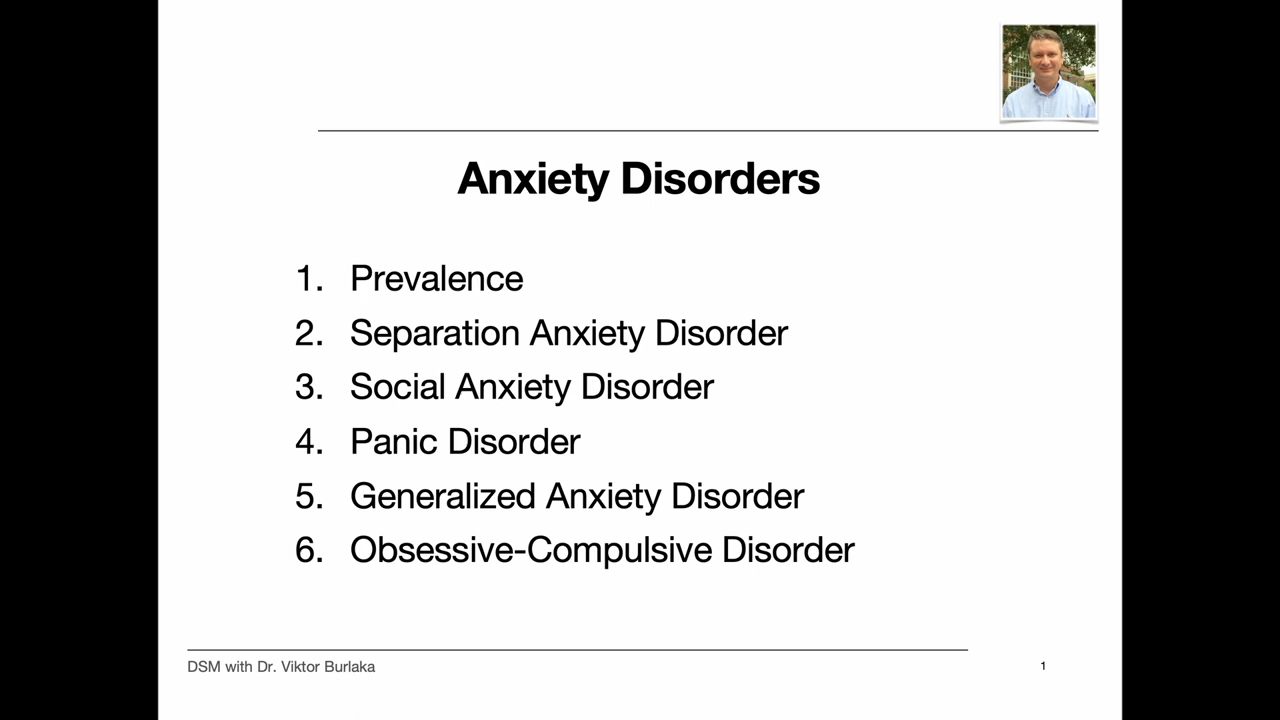 Anxiety Disorders
1. Prevalence
2. Separation Anxiety Disorder
3. Social Anxiety Disorder
4. Panic Disorder
5. Generalized Anxiety Disorder
6. Obsessive-Compulsive Disorder
DSM with Dr. Viktor Burlaka
1